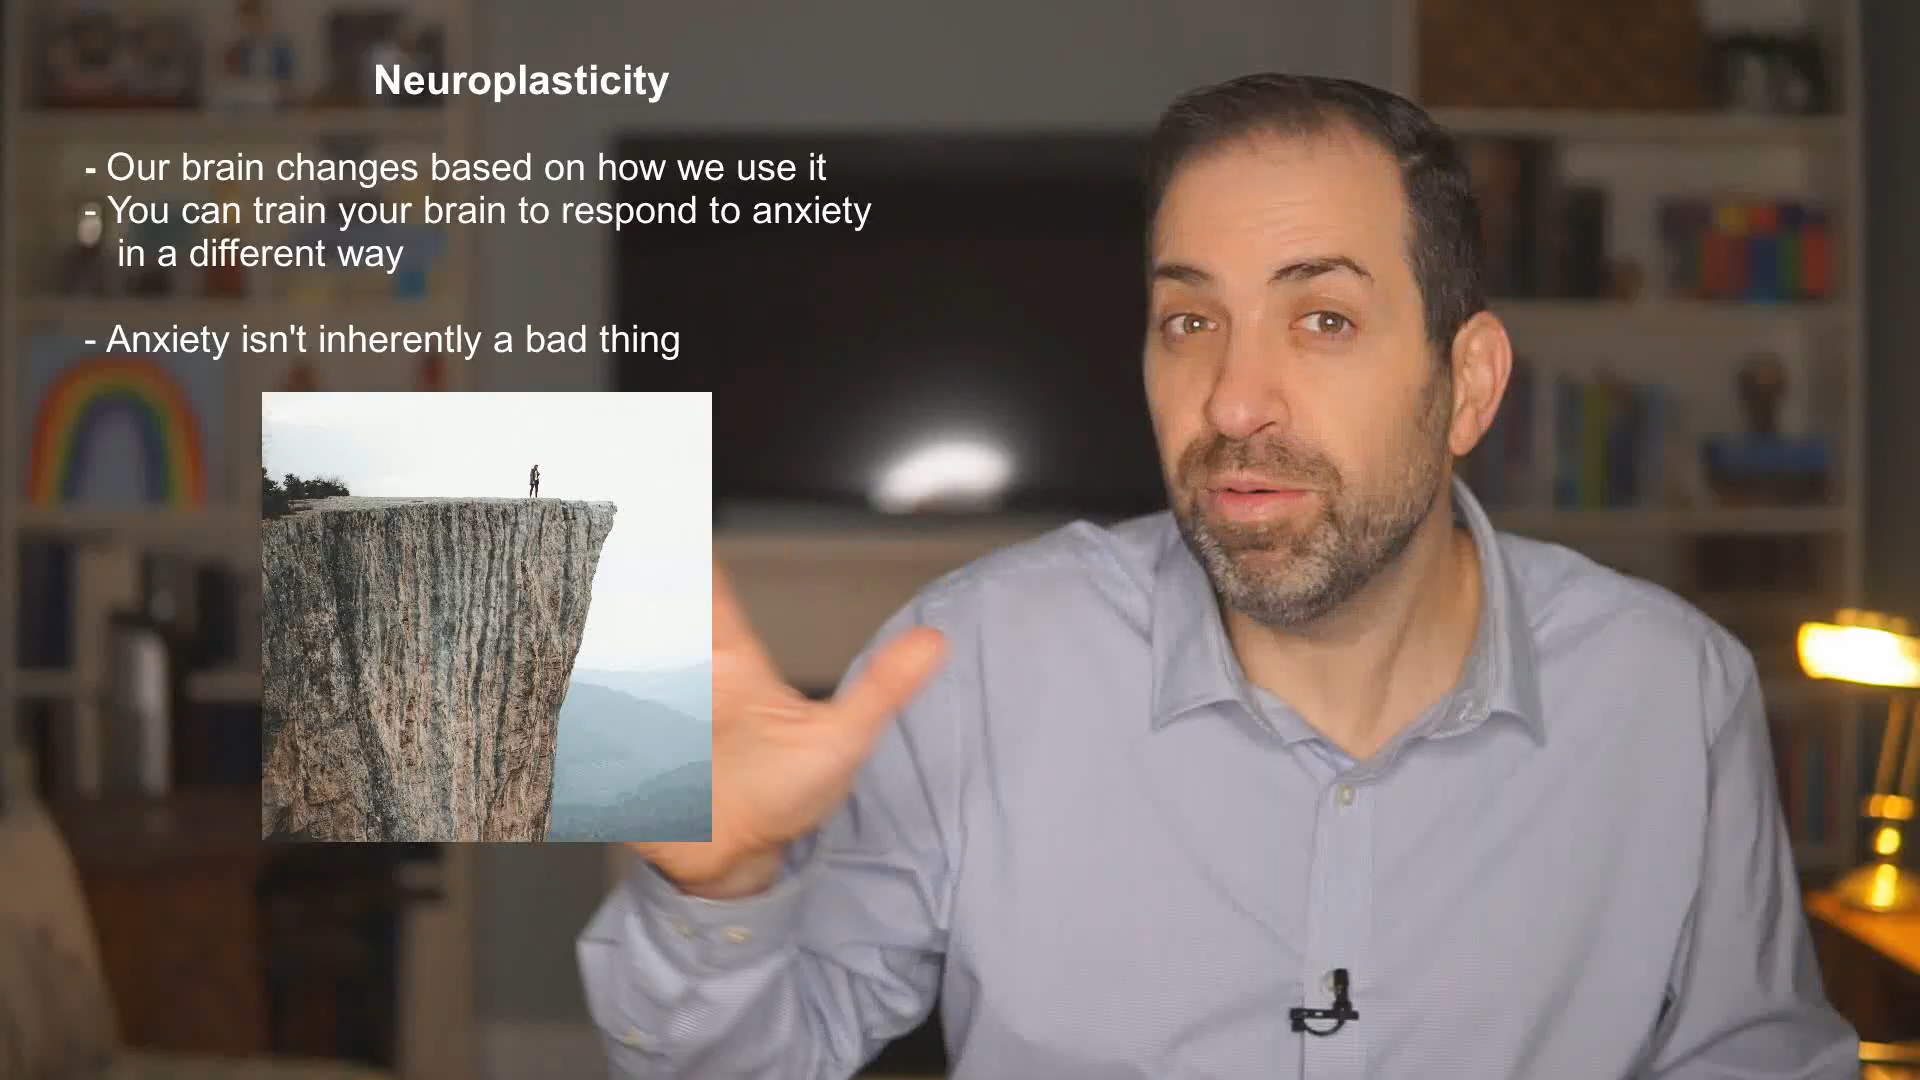 Neuroplasticity
- Our brain changes based on how we use it
- You can train your brain to respond to anxiety
in a different way
- Anxiety isn't inherently a bad thing